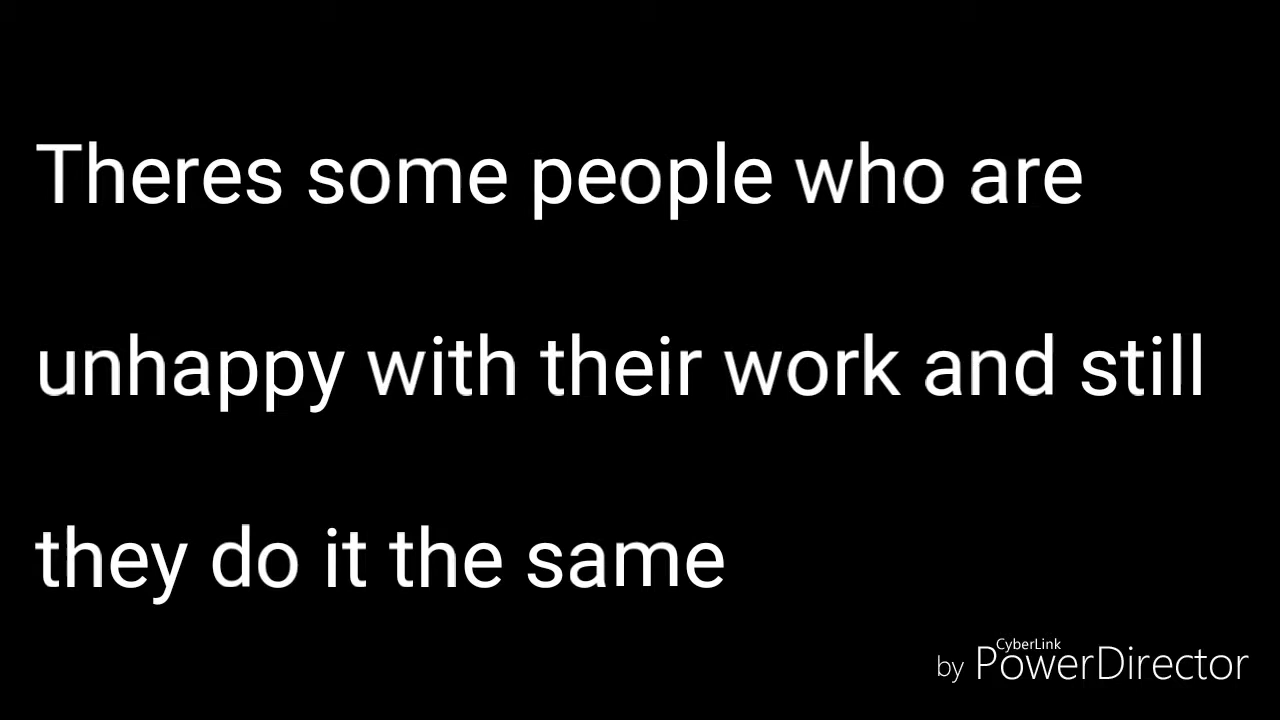 Theres some people who are
unhappy with their work and still
they do it the same
CyberLink
by PowerDirector